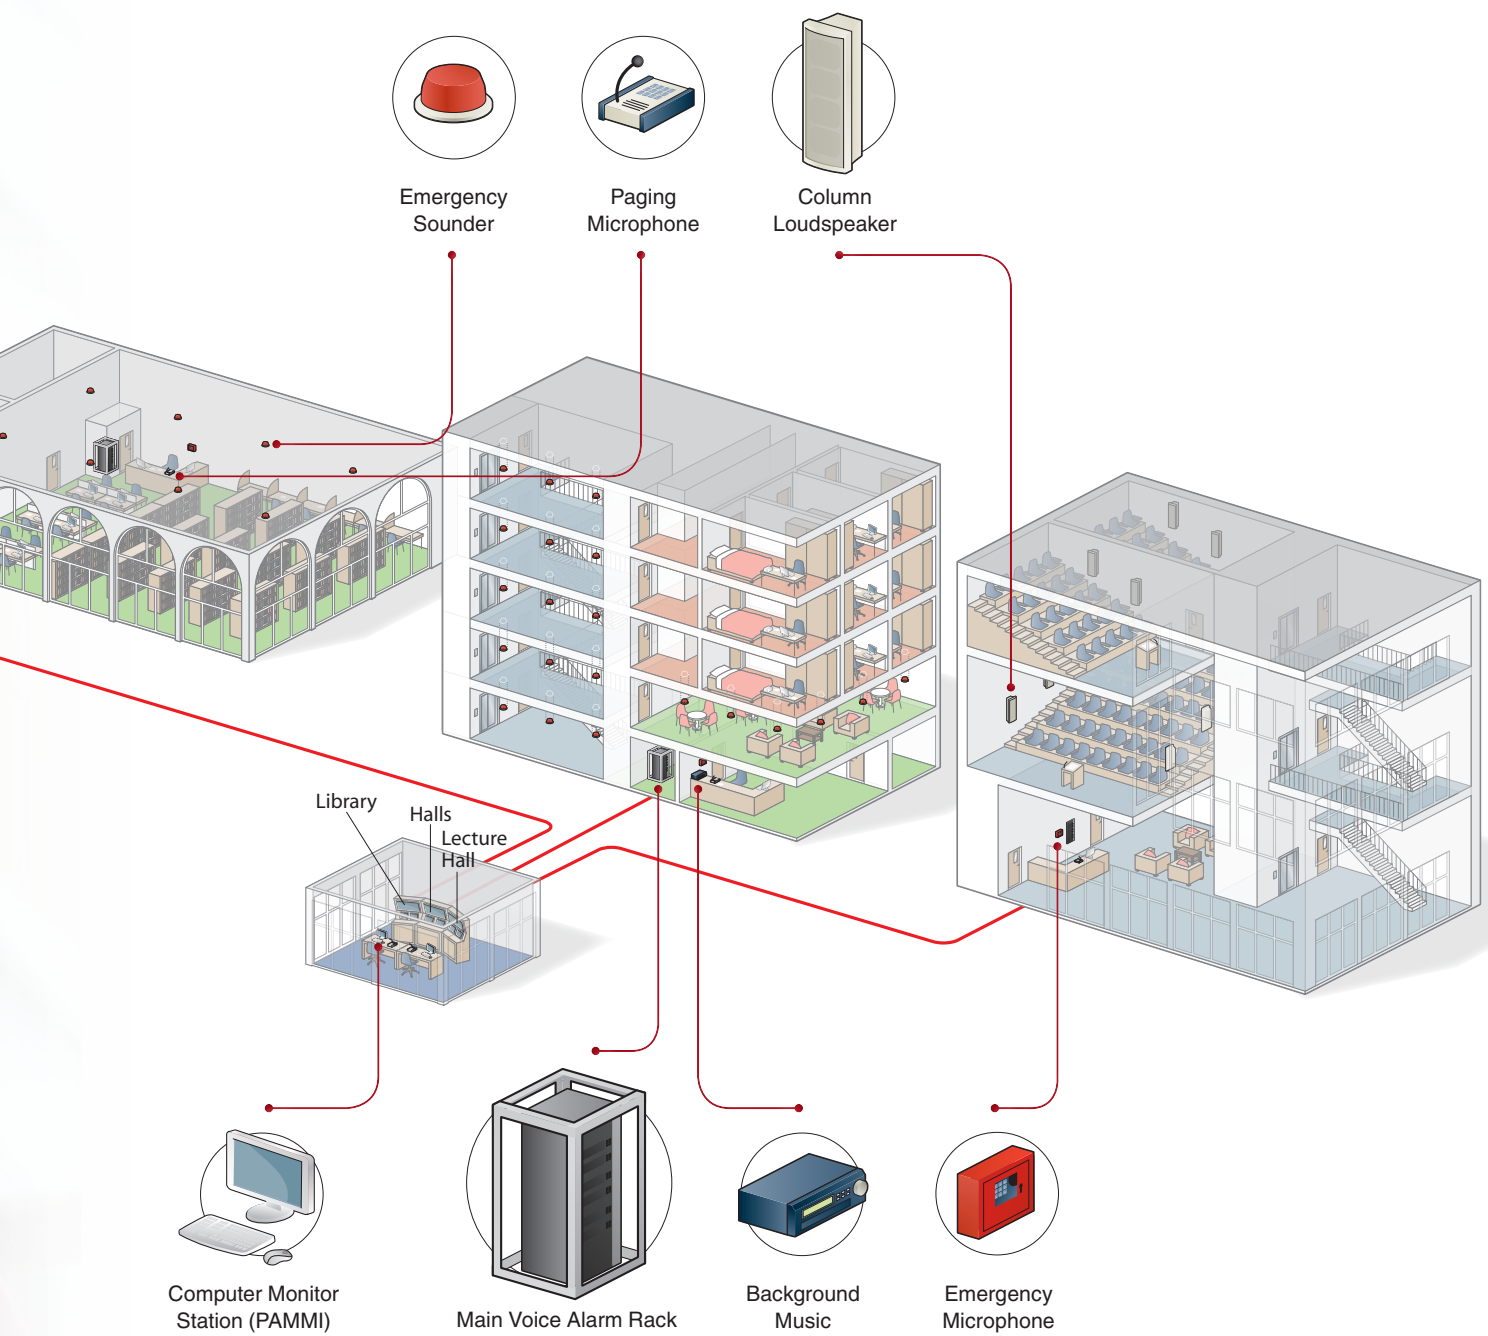 Emergency
Sounder
Paging
Microphone
Column
Loudspeaker
Library
Halls
Lecture
Hall
Computer Monitor
Station (PAMMI)
Main Voice Alarm Rack
Background
Music
Emergency
Microphone